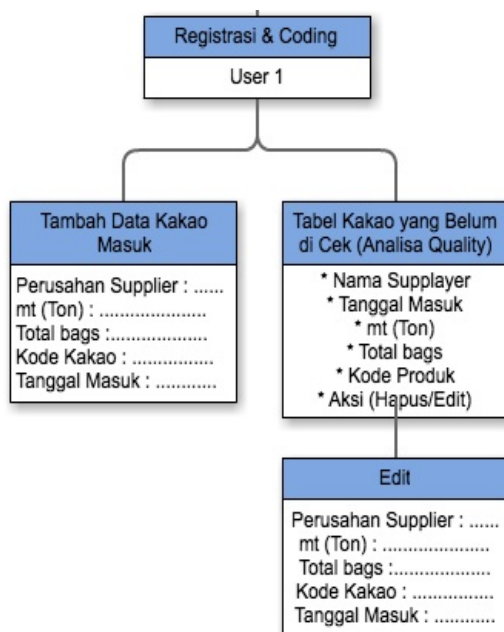 Registrasi & Coding
User 1
Tambah Data Kakao
Masuk
Perusahan Supplier : ......
mt (Ton) : ......................
Total bags :....................
Kode Kakao : .................
Tanggal Masuk : ............
Tabel Kakao yang Belum
di Cek (Analisa Quality)
* Nama Supplayer
* Tanggal Masuk
* mt (Ton)
* Total bags
* Kode Produk
* Aksi (Hapus/Edit)
Edit
Perusahan Supplier : ......
mt (Ton) : ......................
Total bags :....................
Kode Kakao : .................
Tanggal Masuk : ............